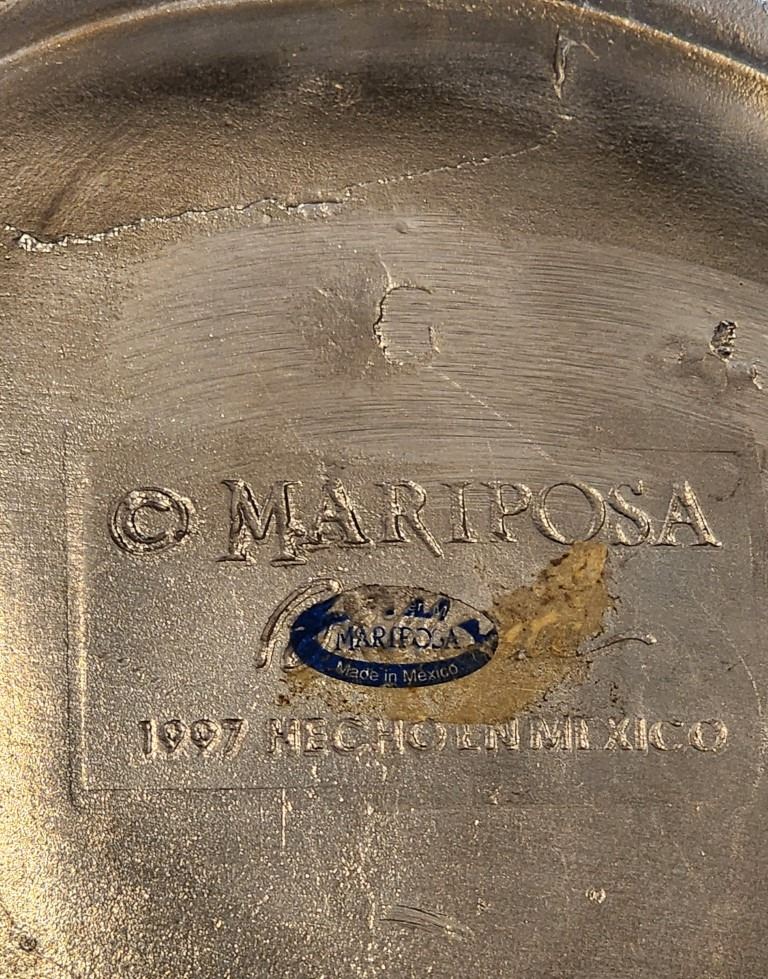 © MARIPOSA
MARIPOSA
Made in Mexico
1997 HECHO EN MEXICO